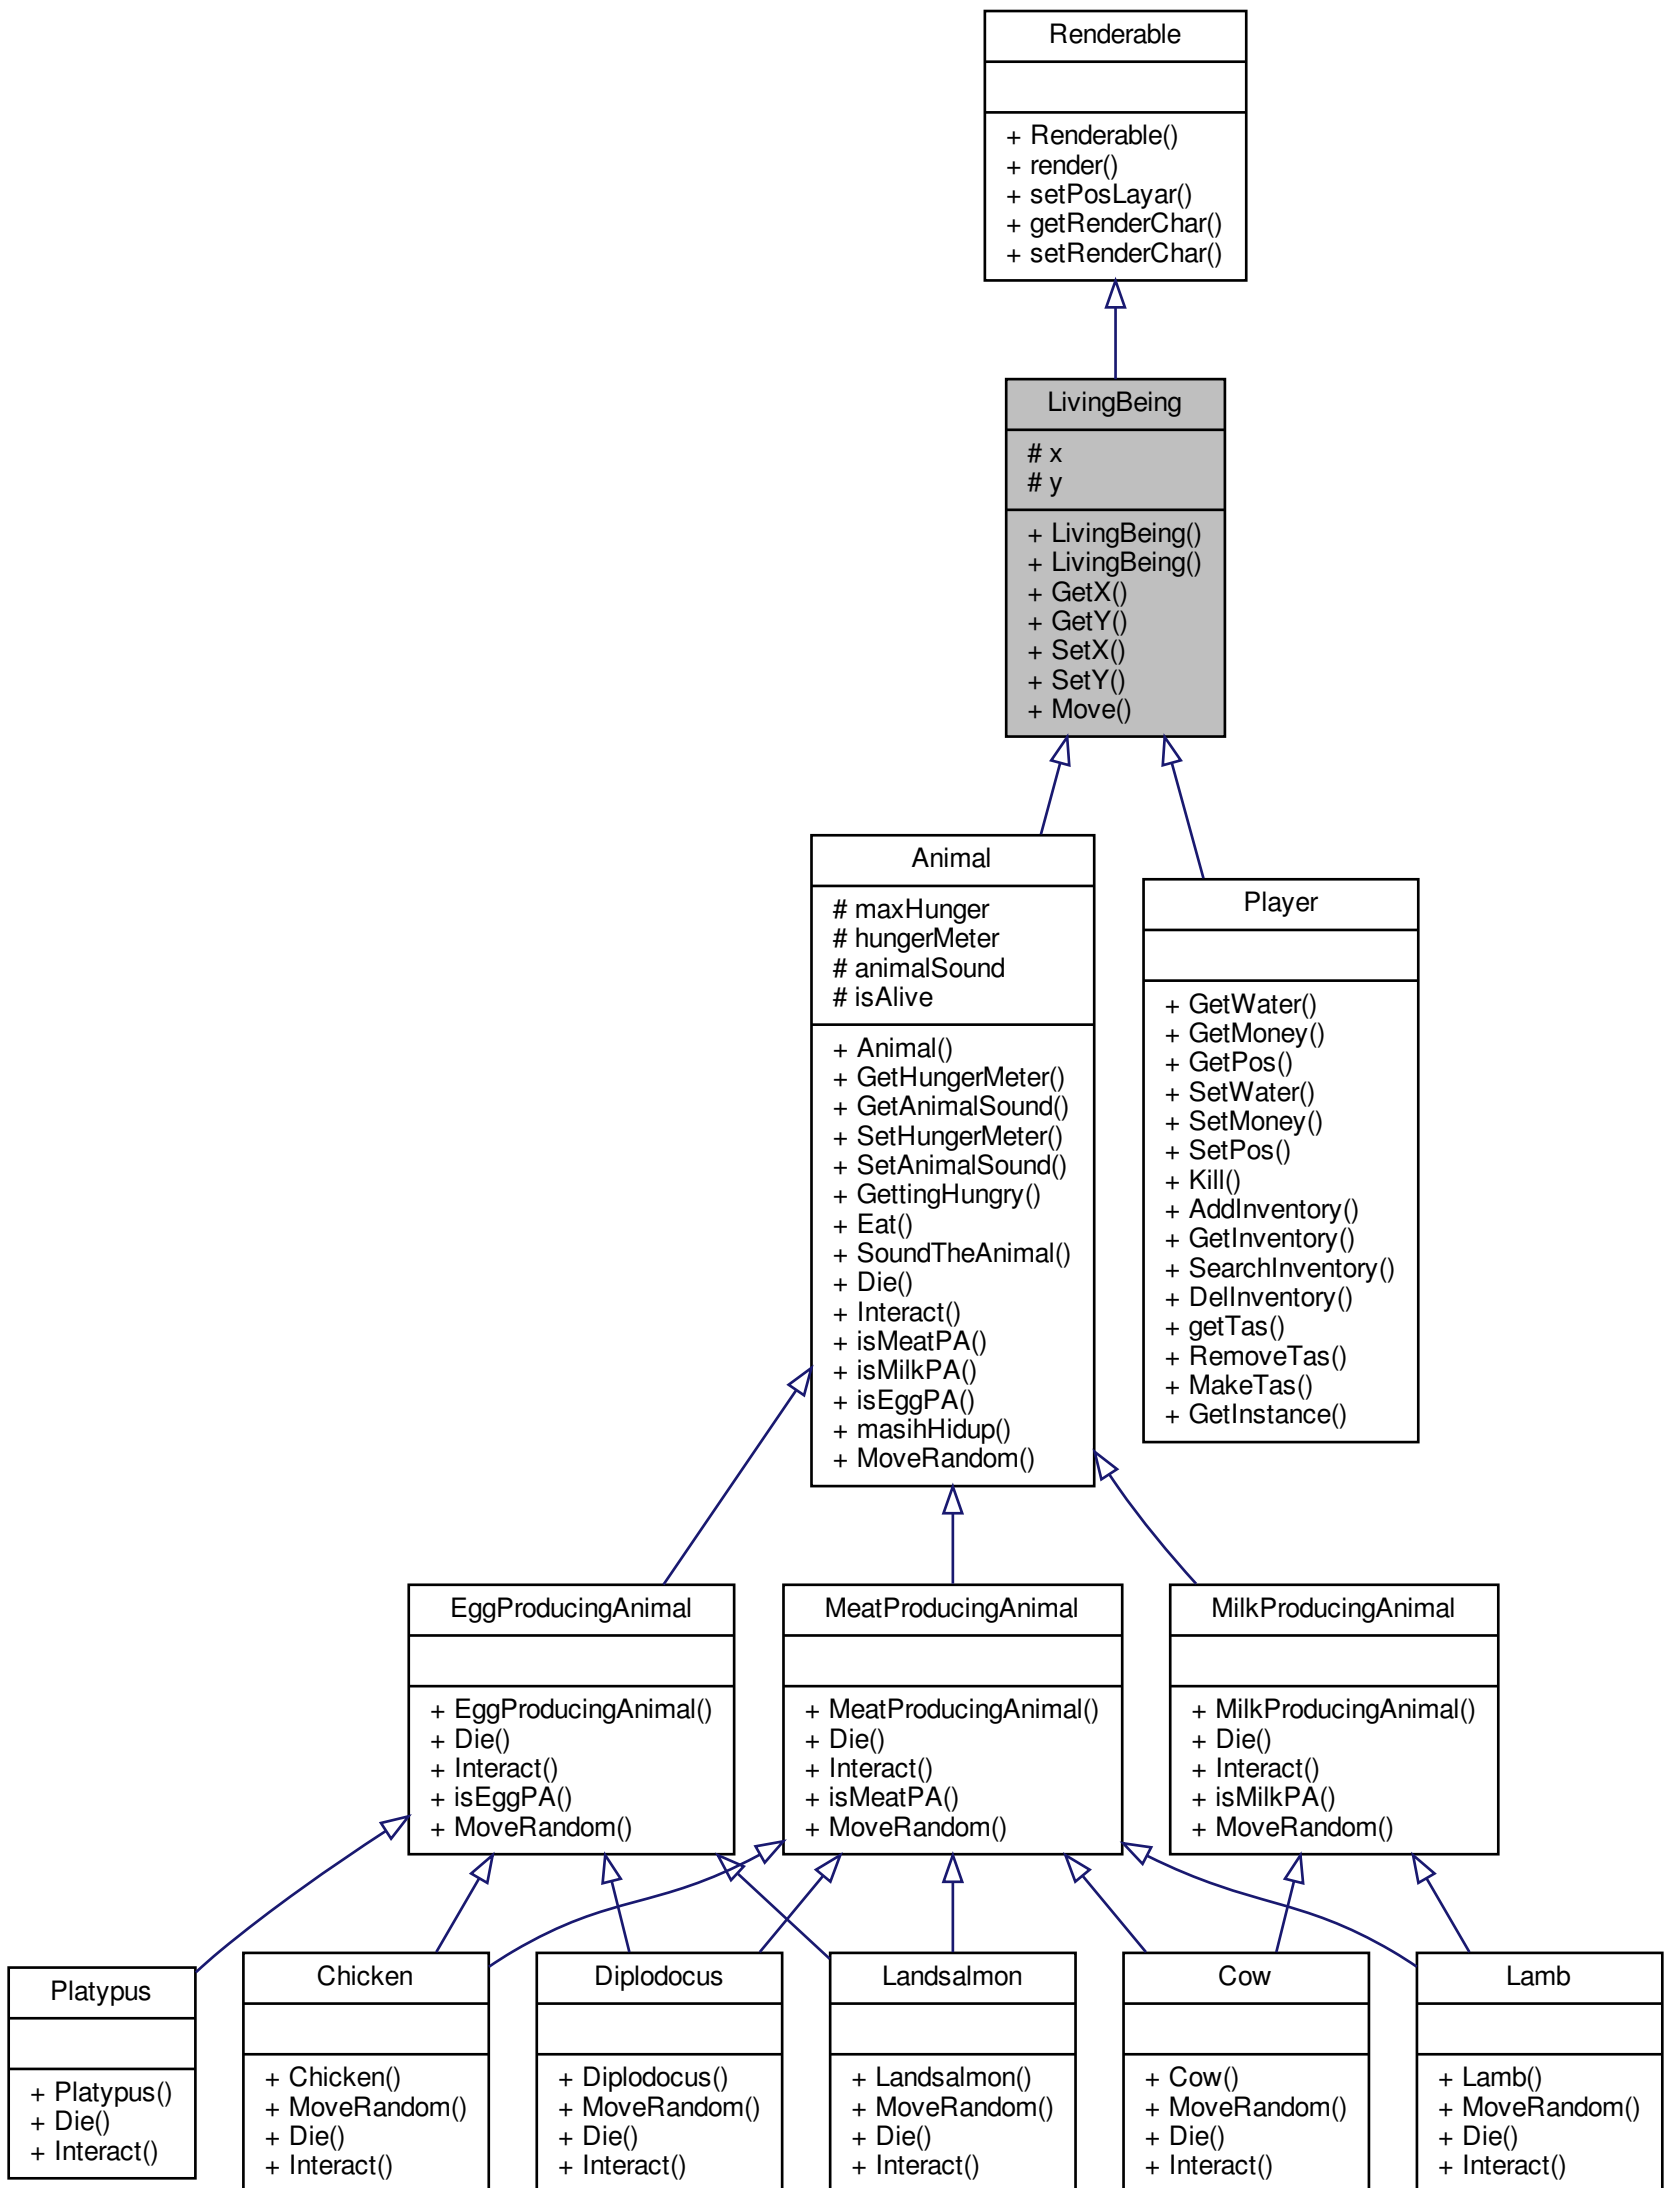 Renderable
+ Renderable()
+ render()
+ setPosLayar()
+ getRenderChar()
+ setRenderChar()
LivingBeing
# x
# y
+ LivingBeing()
+ LivingBeing()
+ GetX()
+ GetY()
+ SetX()
+ SetY()
+ Move()
Animal
# maxHunger
# hungerMeter
# animalSound
# isAlive
+ Animal()
+ GetHungerMeter()
+ GetAnimalSound()
+ SetHungerMeter()
+ SetAnimalSound()
+ GettingHungry()
+ Eat()
+ SoundTheAnimal()
+ Die()
+ Interact()
+ isMeatPA()
+ isMilkPA()
+ isEggPA()
+ masihHidup()
+ MoveRandom()
Player
+ GetWater()
+ GetMoney()
+ GetPos()
+ SetWater()
+ SetMoney()
+ SetPos()
+ Kill()
+ AddInventory()
+ GetInventory()
+ SearchInventory()
+ DelInventory()
+ getTas()
+ RemoveTas()
+ MakeTas()
+ GetInstance()
EggProducingAnimal
+ EggProducingAnimal()
+ Die()
+ Interact()
+ isEggPA()
+ MoveRandom()
MeatProducingAnimal
+ MeatProducingAnimal()
+ Die()
+ Interact()
+ isMeatPA()
+ MoveRandom()
MilkProducingAnimal
+ MilkProducingAnimal()
+ Die()
+ Interact()
+ isMilkPA()
+ MoveRandom()
Platypus
+ Platypus()
+ Die()
+ Interact()
Chicken
+ Chicken()
+ MoveRandom()
+ Die()
+ Interact()
Diplodocus
+ Diplodocus()
+ MoveRandom()
+ Die()
+ Interact()
Landsalmon
+ Landsalmon()
+ MoveRandom()
+ Die()
+ Interact()
Cow
+ Cow()
+ MoveRandom()
+ Die()
+ Interact()
Lamb
+ Lamb()
+ MoveRandom()
+ Die()
+ Interact()